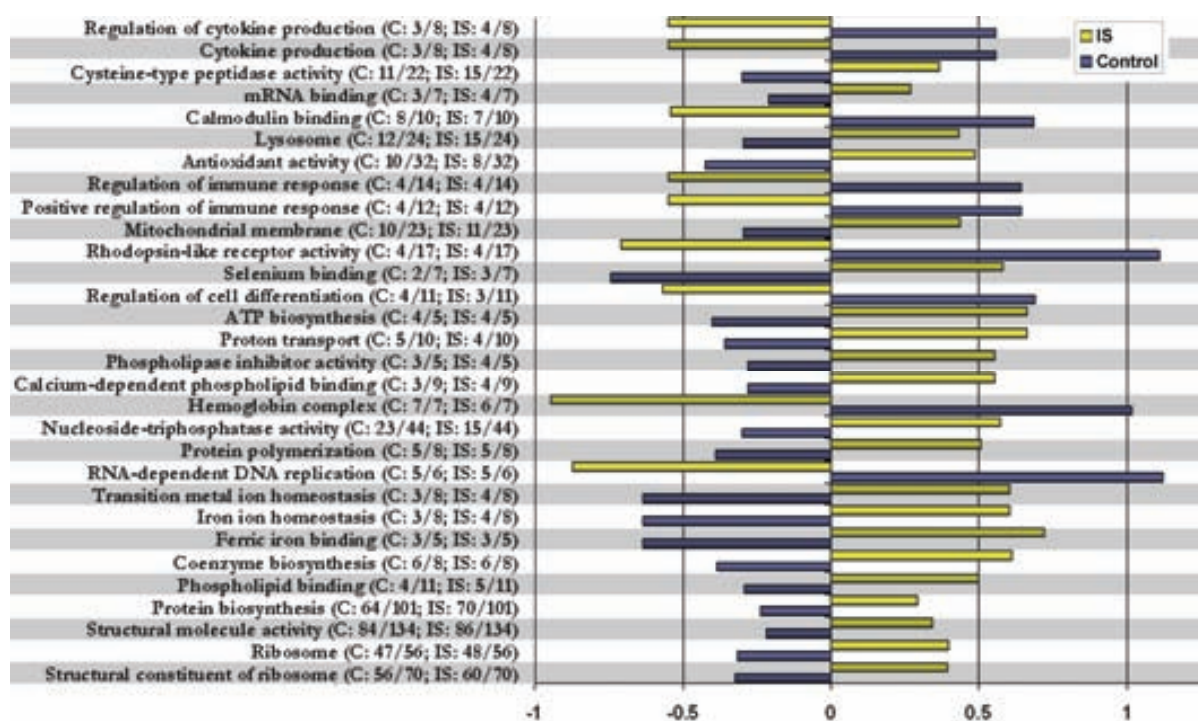 Regulation of cytokine production (C: 3/8; IS: 4/8)
Cytokine production (C: 3/8; IS: 4/8)
Cysteine-type peptidase activity (C: 11/22; IS: 15/22)
mRNA binding (C: 3/7; IS: 4/7)
Calmodulin binding (C: 8/10; IS: 7/10)
Lysosome (C: 12/24; IS: 15/24)
Antioxidant activity (C: 10/32; IS: 8/32)
Regulation of immune response (C: 4/14; IS: 4/14)
Positive regulation of immune response (C: 4/12; IS: 4/12)
Mitochondrial membrane (C: 10/23; IS: 11/23)
Rhodopsin-like receptor activity (C: 4/17; IS: 4/17)
Selenium binding (C: 2/7; IS: 3/7)
Regulation of cell differentiation (C: 4/11; IS: 3/11)
ATP biosynthesis (C: 4/5; IS: 4/5)
Proton transport (C: 5/10; IS: 4/10)
Phospholipase inhibitor activity (C: 3/5; IS: 4/5)
Calcium-dependent phospholipid binding (C: 3/9; IS: 4/9)
Hemoglobin complex (C: 7/7; IS: 6/7)
Nucleoside-triphosphatase activity (C: 23/44; IS: 15/44)
Protein polymerization (C: 5/8; IS: 5/8)
RNA-dependent DNA replication (C: 5/6; IS: 5/6)
Transition metal ion homeostasis (C: 3/8; IS: 4/8)
Iron ion homeostasis (C: 3/8; IS: 4/8)
Ferric iron binding (C: 3/5; IS: 3/5)
Coenzyme biosynthesis (C: 6/8; IS: 6/8)
Phospholipid binding (C: 4/11; IS: 5/11)
Protein biosynthesis (C: 64/101; IS: 70/101)
Structural molecule activity (C: 84/134; IS: 86/134)
Ribosome (C: 47/56; IS: 48/56)
Structural constituent of ribosome (C: 56/70; IS: 60/70)
IS
Control
-1 -0.5 0 0.5 1